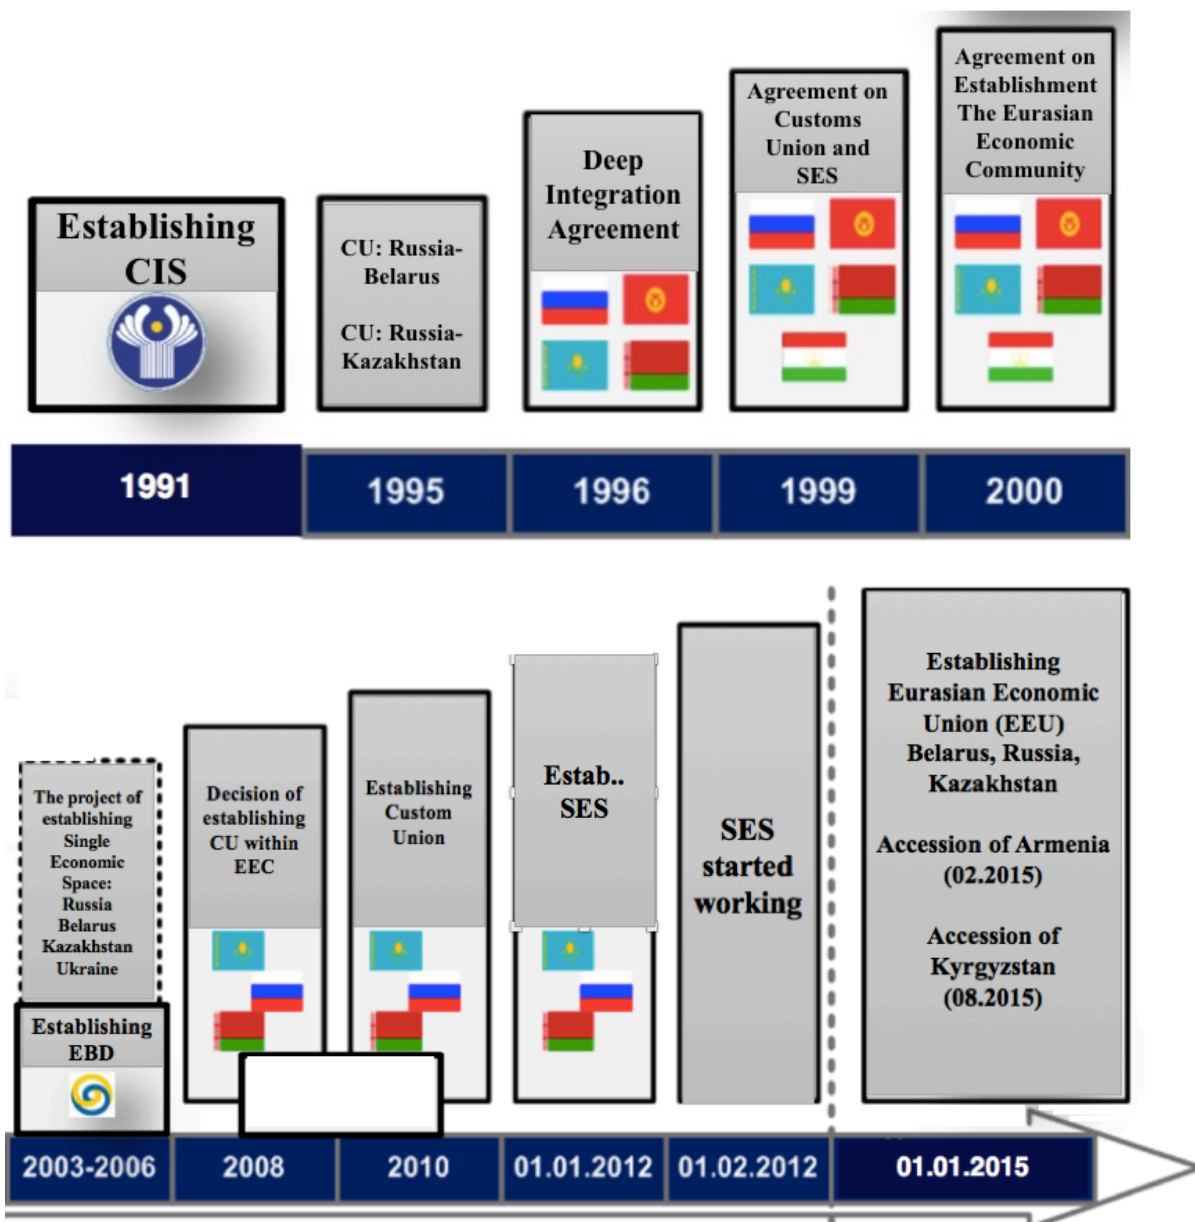 Establishing
CIS
CU: Russia-
Belarus
CU: Russia-
Kazakhstan
Deep
Integration
Agreement
Agreement on
Customs
Union and
SES
Agreement on
Establishment
The Eurasian
Economic
Community
1991
1995
1996
1999
2000
The project of
establishing
Single
Economic
Space:
Russia
Belarus
Kazakhstan
Ukraine
Establishing
EBD
Decision of
establishing
CU within
EEC
Establishing
Custom
Union
Estab..
SES
SES
started
working
Establishing
Eurasian Economic
Union (EEU)
Belarus, Russia,
Kazakhstan
Accession of Armenia
(02.2015)
Accession of
Kyrgyzstan
(08.2015)
2003-2006
2008
2010
01.01.2012
01.02.2012
01.01.2015